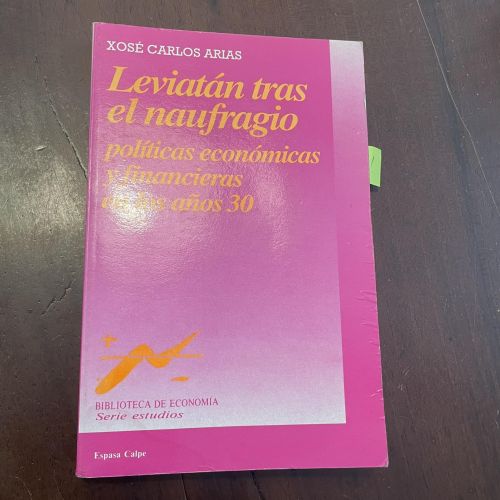 XOSÉ CARLOS ARIAS
Leviatán tras
el naufragio
políticas económicas
y financieras
en los años 30
BIBLIOTECA DE ECONOMÍA
Serie estudios
Espasa Calpe